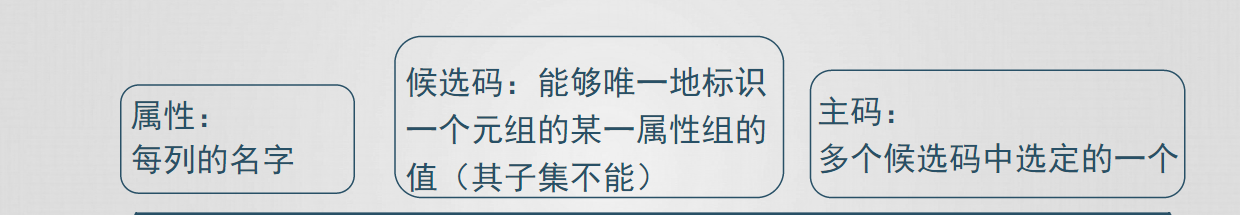 属性：
每列的名字
候选码：能够唯一地标识
一个元组的某一属性组的
值（其子集不能）
主码：
多个候选码中选定的一个